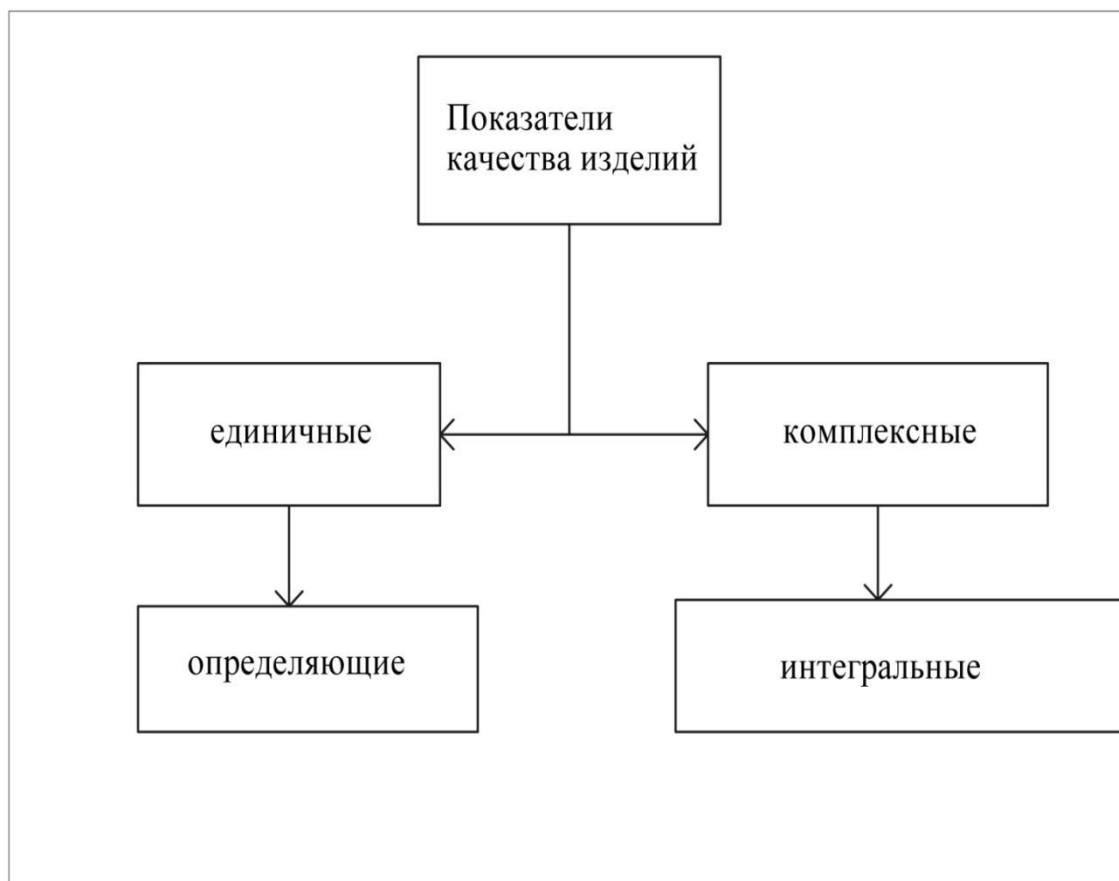 Показатели
качества изделий
единичные
комплексные
определяющие
интегральные